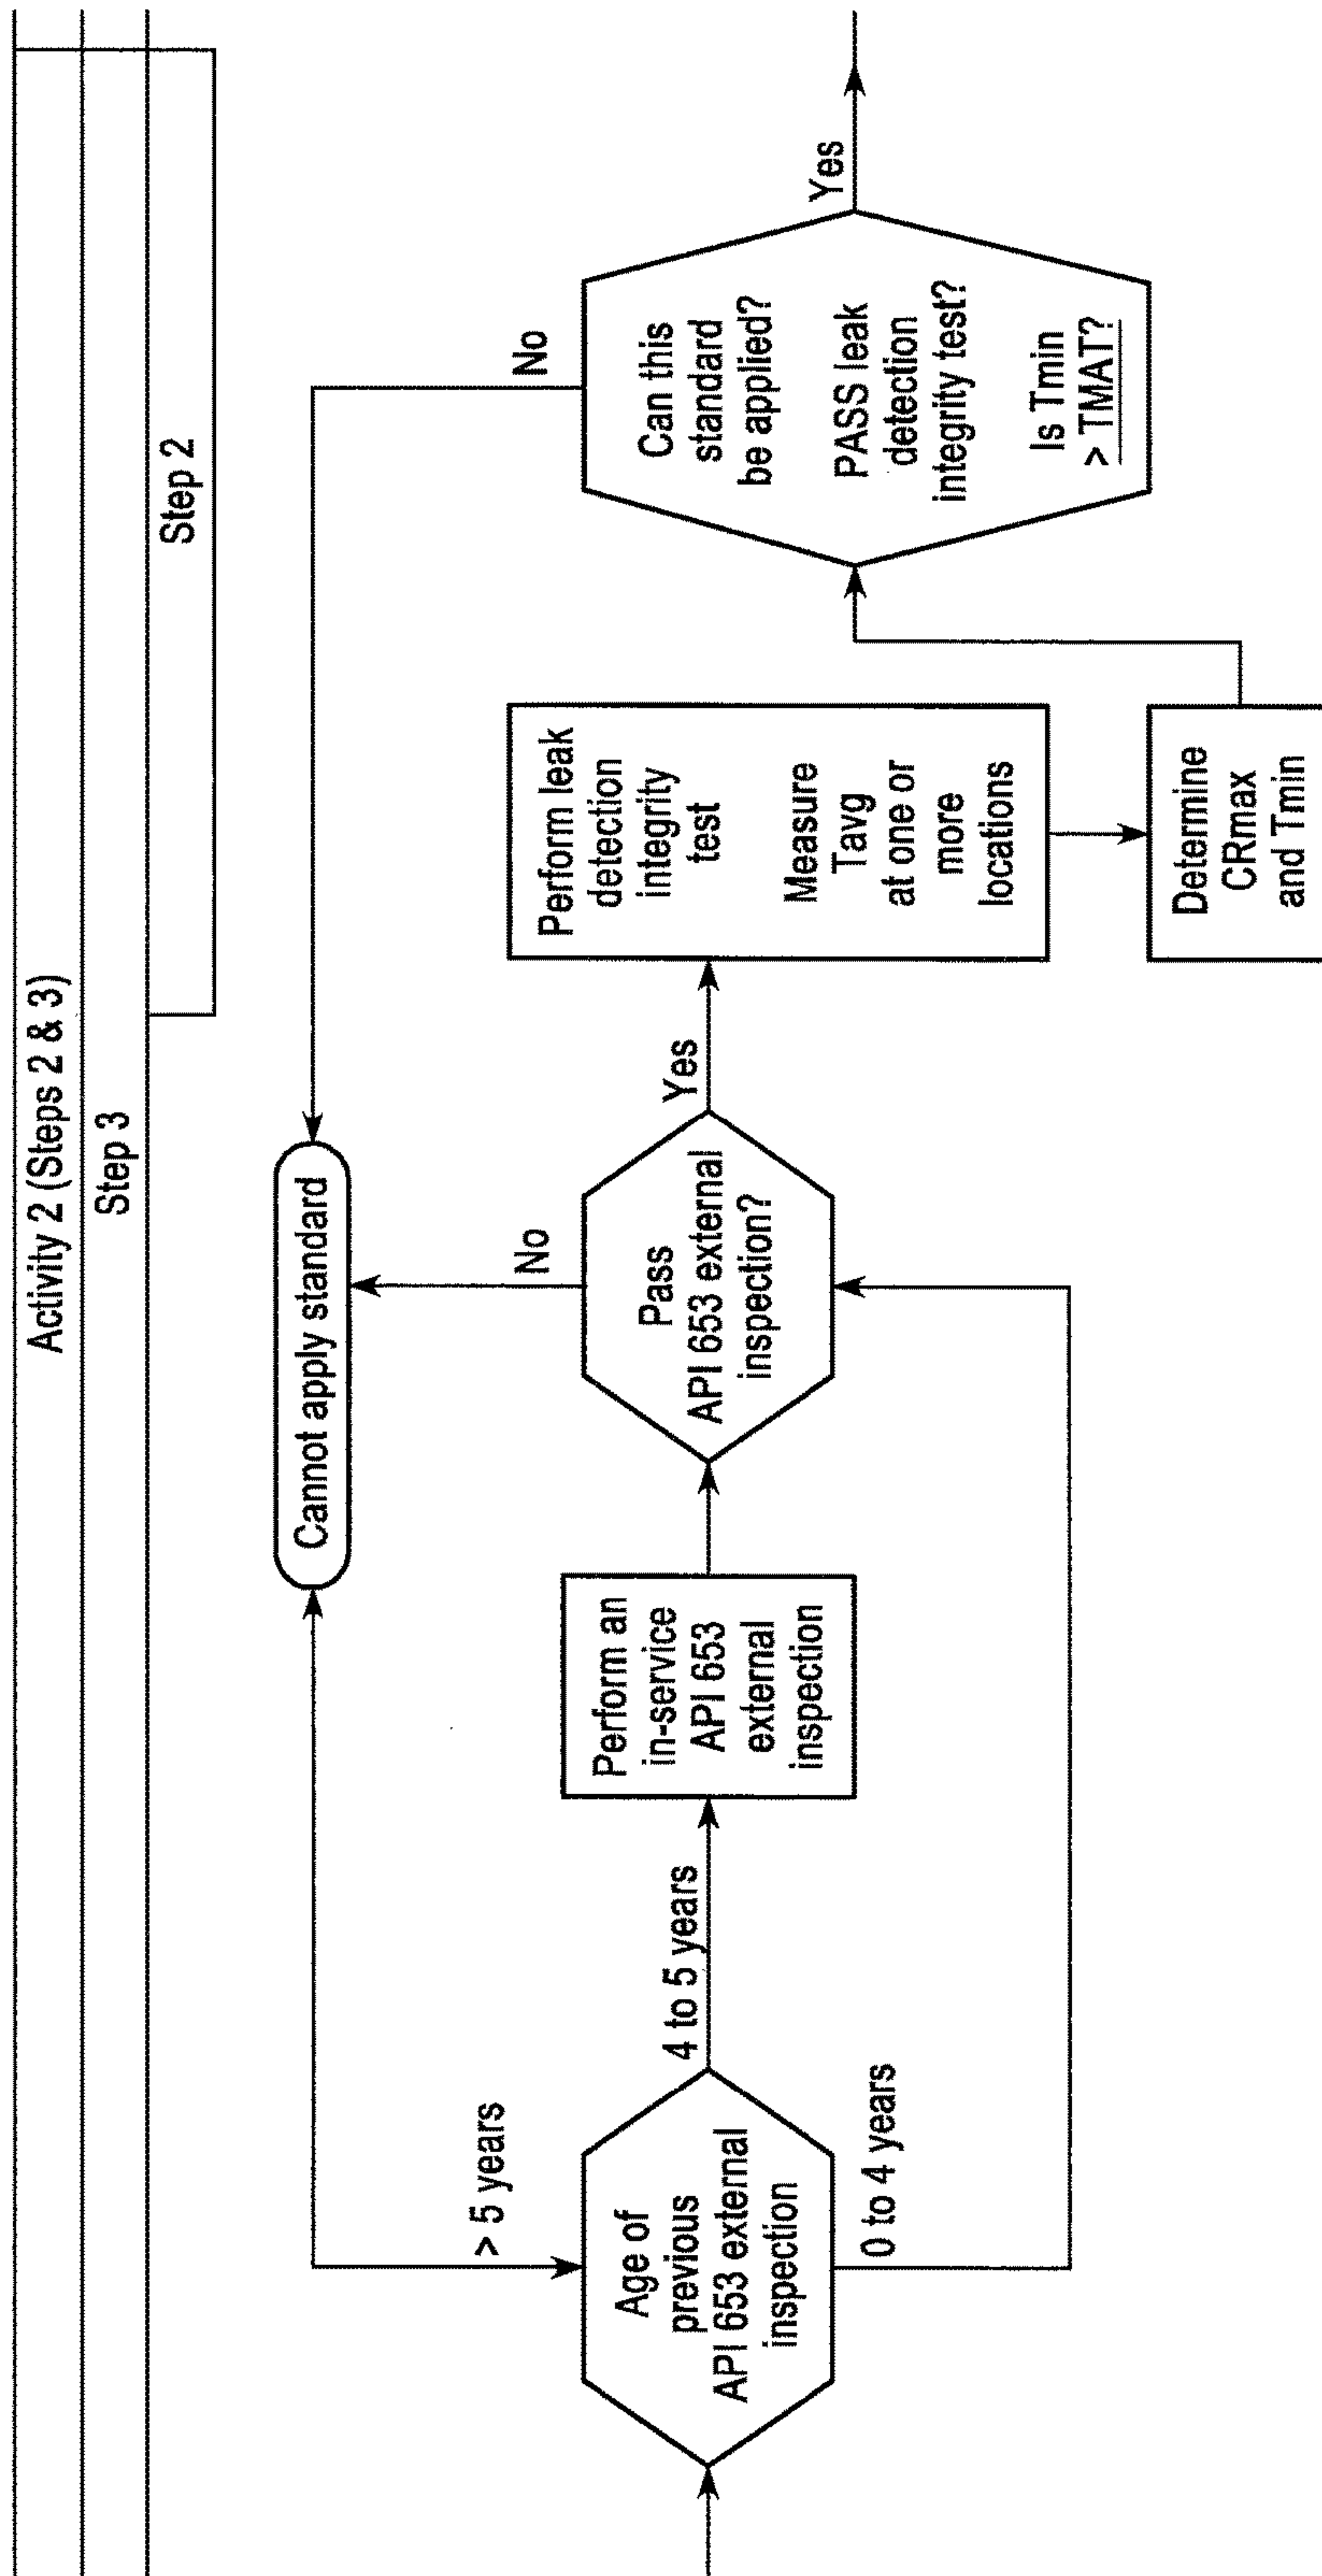 Activity 2 (Steps 2 & 3)
Step 3
Step 2
Cannot apply standard
> 5 years
Age of
previous
API 653 external
inspection
4 to 5 years
0 to 4 years
Perform an
in-service
API 653
external
inspection
No
Pass
API 653 external
inspection?
Yes
Perform leak
detection
integrity
test
Measure
Tavg
at one or
more
locations
Determine
CRmax
and Tmin
No
Can this
standard
be applied?
PASS leak
detection
integrity test?
Is Tmin
> TMAT?
Yes